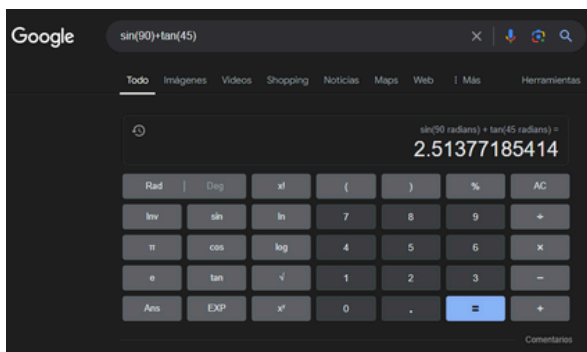 Google
sin(90)+tan(45)
Todo Imágenes Videos Shopping Noticias Maps Web Más Herramientas
sin(90 radians) + tan(45 radians) =
2.51377185414
Rad | Deg x! ( ) % AC
Inv sin ln 7 8 9 ÷
π cos log 4 5 6 ×
e tan √ 1 2 3 −
Ans EXP xʸ 0 . = +
Comentarios